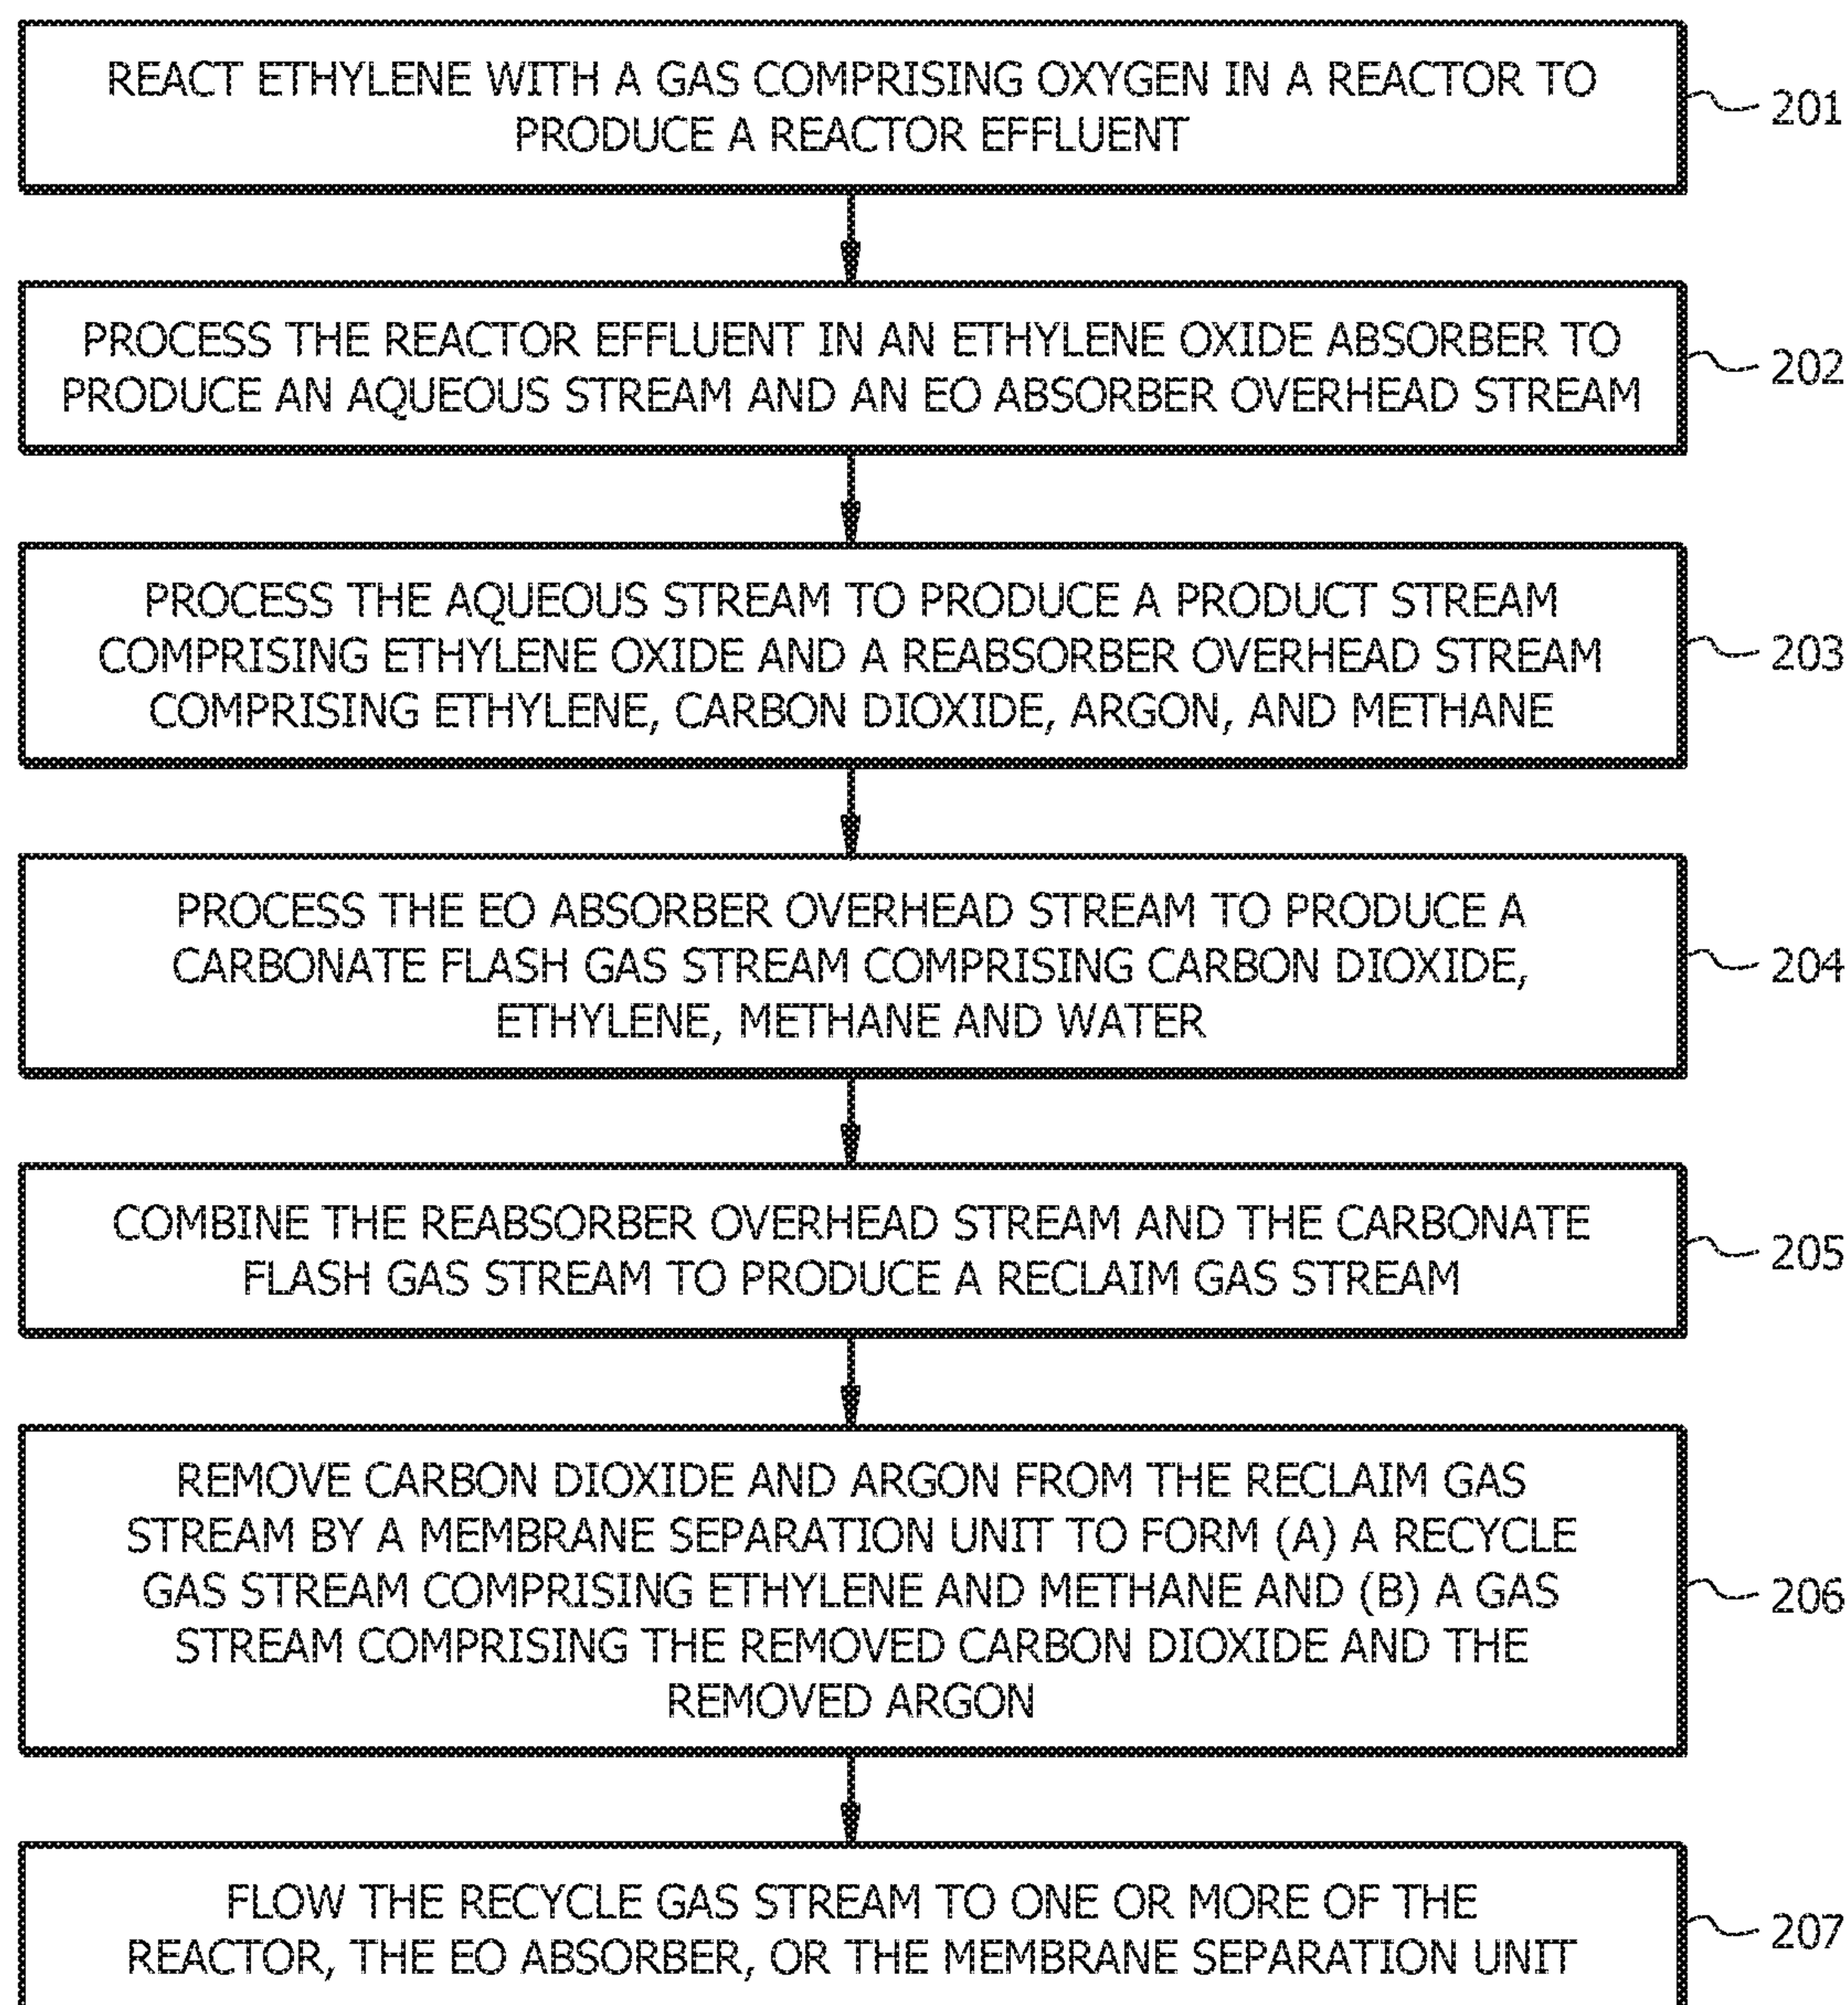 REACT ETHYLENE WITH A GAS COMPRISING OXYGEN IN A REACTOR TO
PRODUCE A REACTOR EFFLUENT
201
PROCESS THE REACTOR EFFLUENT IN AN ETHYLENE OXIDE ABSORBER TO
PRODUCE AN AQUEOUS STREAM AND AN EO ABSORBER OVERHEAD STREAM
202
PROCESS THE AQUEOUS STREAM TO PRODUCE A PRODUCT STREAM
COMPRISING ETHYLENE OXIDE AND A REABSORBER OVERHEAD STREAM
COMPRISING ETHYLENE, CARBON DIOXIDE, ARGON, AND METHANE
203
PROCESS THE EO ABSORBER OVERHEAD STREAM TO PRODUCE A
CARBONATE FLASH GAS STREAM COMPRISING CARBON DIOXIDE,
ETHYLENE, METHANE AND WATER
204
COMBINE THE REABSORBER OVERHEAD STREAM AND THE CARBONATE
FLASH GAS STREAM TO PRODUCE A RECLAIM GAS STREAM
205
REMOVE CARBON DIOXIDE AND ARGON FROM THE RECLAIM GAS
STREAM BY A MEMBRANE SEPARATION UNIT TO FORM (A) A RECYCLE
GAS STREAM COMPRISING ETHYLENE AND METHANE AND (B) A GAS
STREAM COMPRISING THE REMOVED CARBON DIOXIDE AND THE
REMOVED ARGON
206
FLOW THE RECYCLE GAS STREAM TO ONE OR MORE OF THE
REACTOR, THE EO ABSORBER, OR THE MEMBRANE SEPARATION UNIT
207